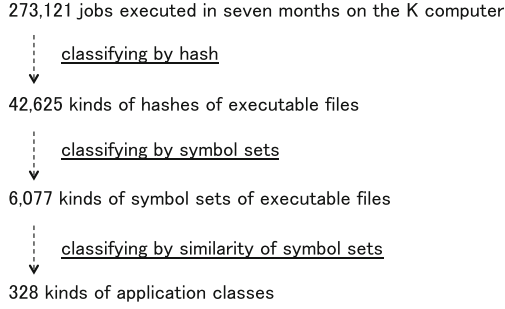 273,121 jobs executed in seven months on the K computer
classifying by hash
42,625 kinds of hashes of executable files
classifying by symbol sets
6,077 kinds of symbol sets of executable files
classifying by similarity of symbol sets
328 kinds of application classes